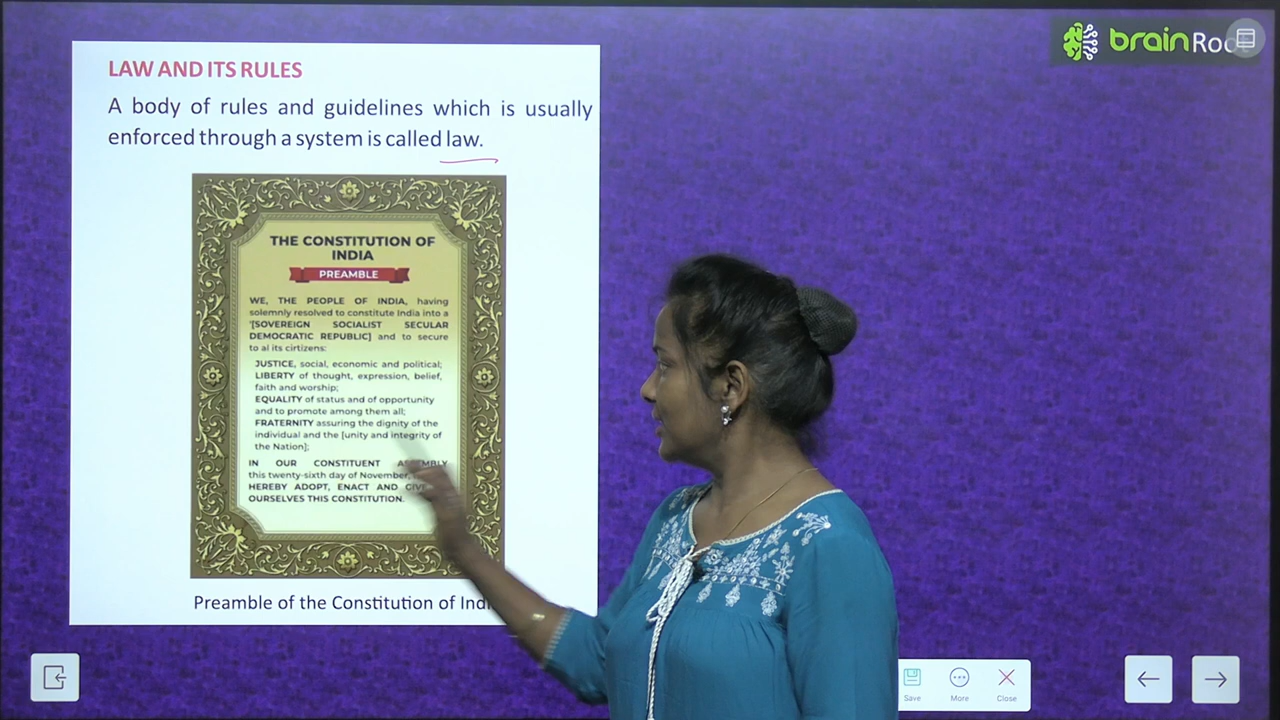 brainRoot
LAW AND ITS RULES
A body of rules and guidelines which is usually
enforced through a system is called law.
THE CONSTITUTION OF
INDIA
PREAMBLE
WE, THE PEOPLE OF INDIA, having
solemnly resolved to constitute India into a
'[SOVEREIGN SOCIALIST SECULAR
DEMOCRATIC REPUBLIC] and to secure
to al its cirtizens:
JUSTICE, social, economic and political;
LIBERTY of thought, expression, belief,
faith and worship;
EQUALITY of status and of opportunity
and to promote among them all;
FRATERNITY assuring the dignity of the
individual and the [unity and integrity of
the Nation];
IN OUR CONSTITUENT
this twenty-sixth day of November,
HEREBY ADOPT, ENACT AND GIVE
OURSELVES THIS CONSTITUTION.
Preamble of the Constitution of
Save More Close